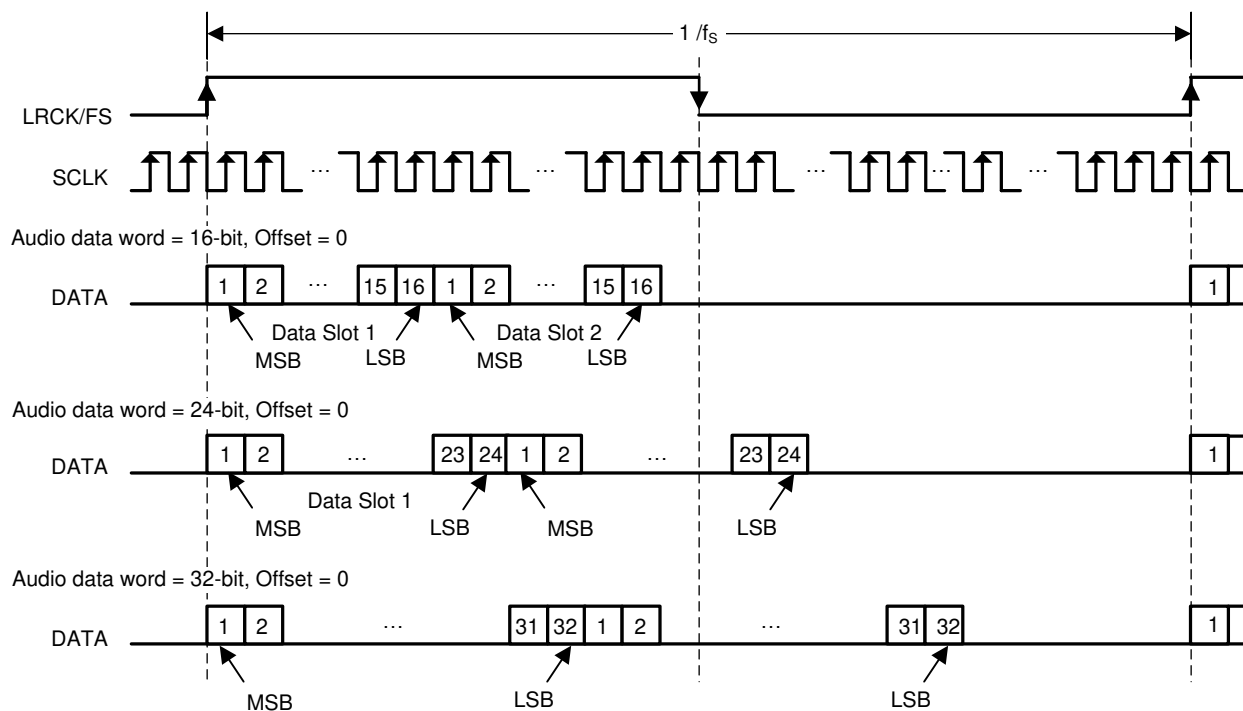 1 /fS
LRCK/FS
SCLK … … … … …
Audio data word = 16-bit, Offset = 0
DATA 1 2 … 15 16 1 2 … 15 16 1
Data Slot 1 Data Slot 2
MSB LSB MSB LSB
Audio data word = 24-bit, Offset = 0
DATA 1 2 … 23 24 1 2 … 23 24 1
Data Slot 1
MSB LSB MSB LSB
Audio data word = 32-bit, Offset = 0
DATA 1 2 … 31 32 1 2 … 31 32 1
MSB LSB LSB